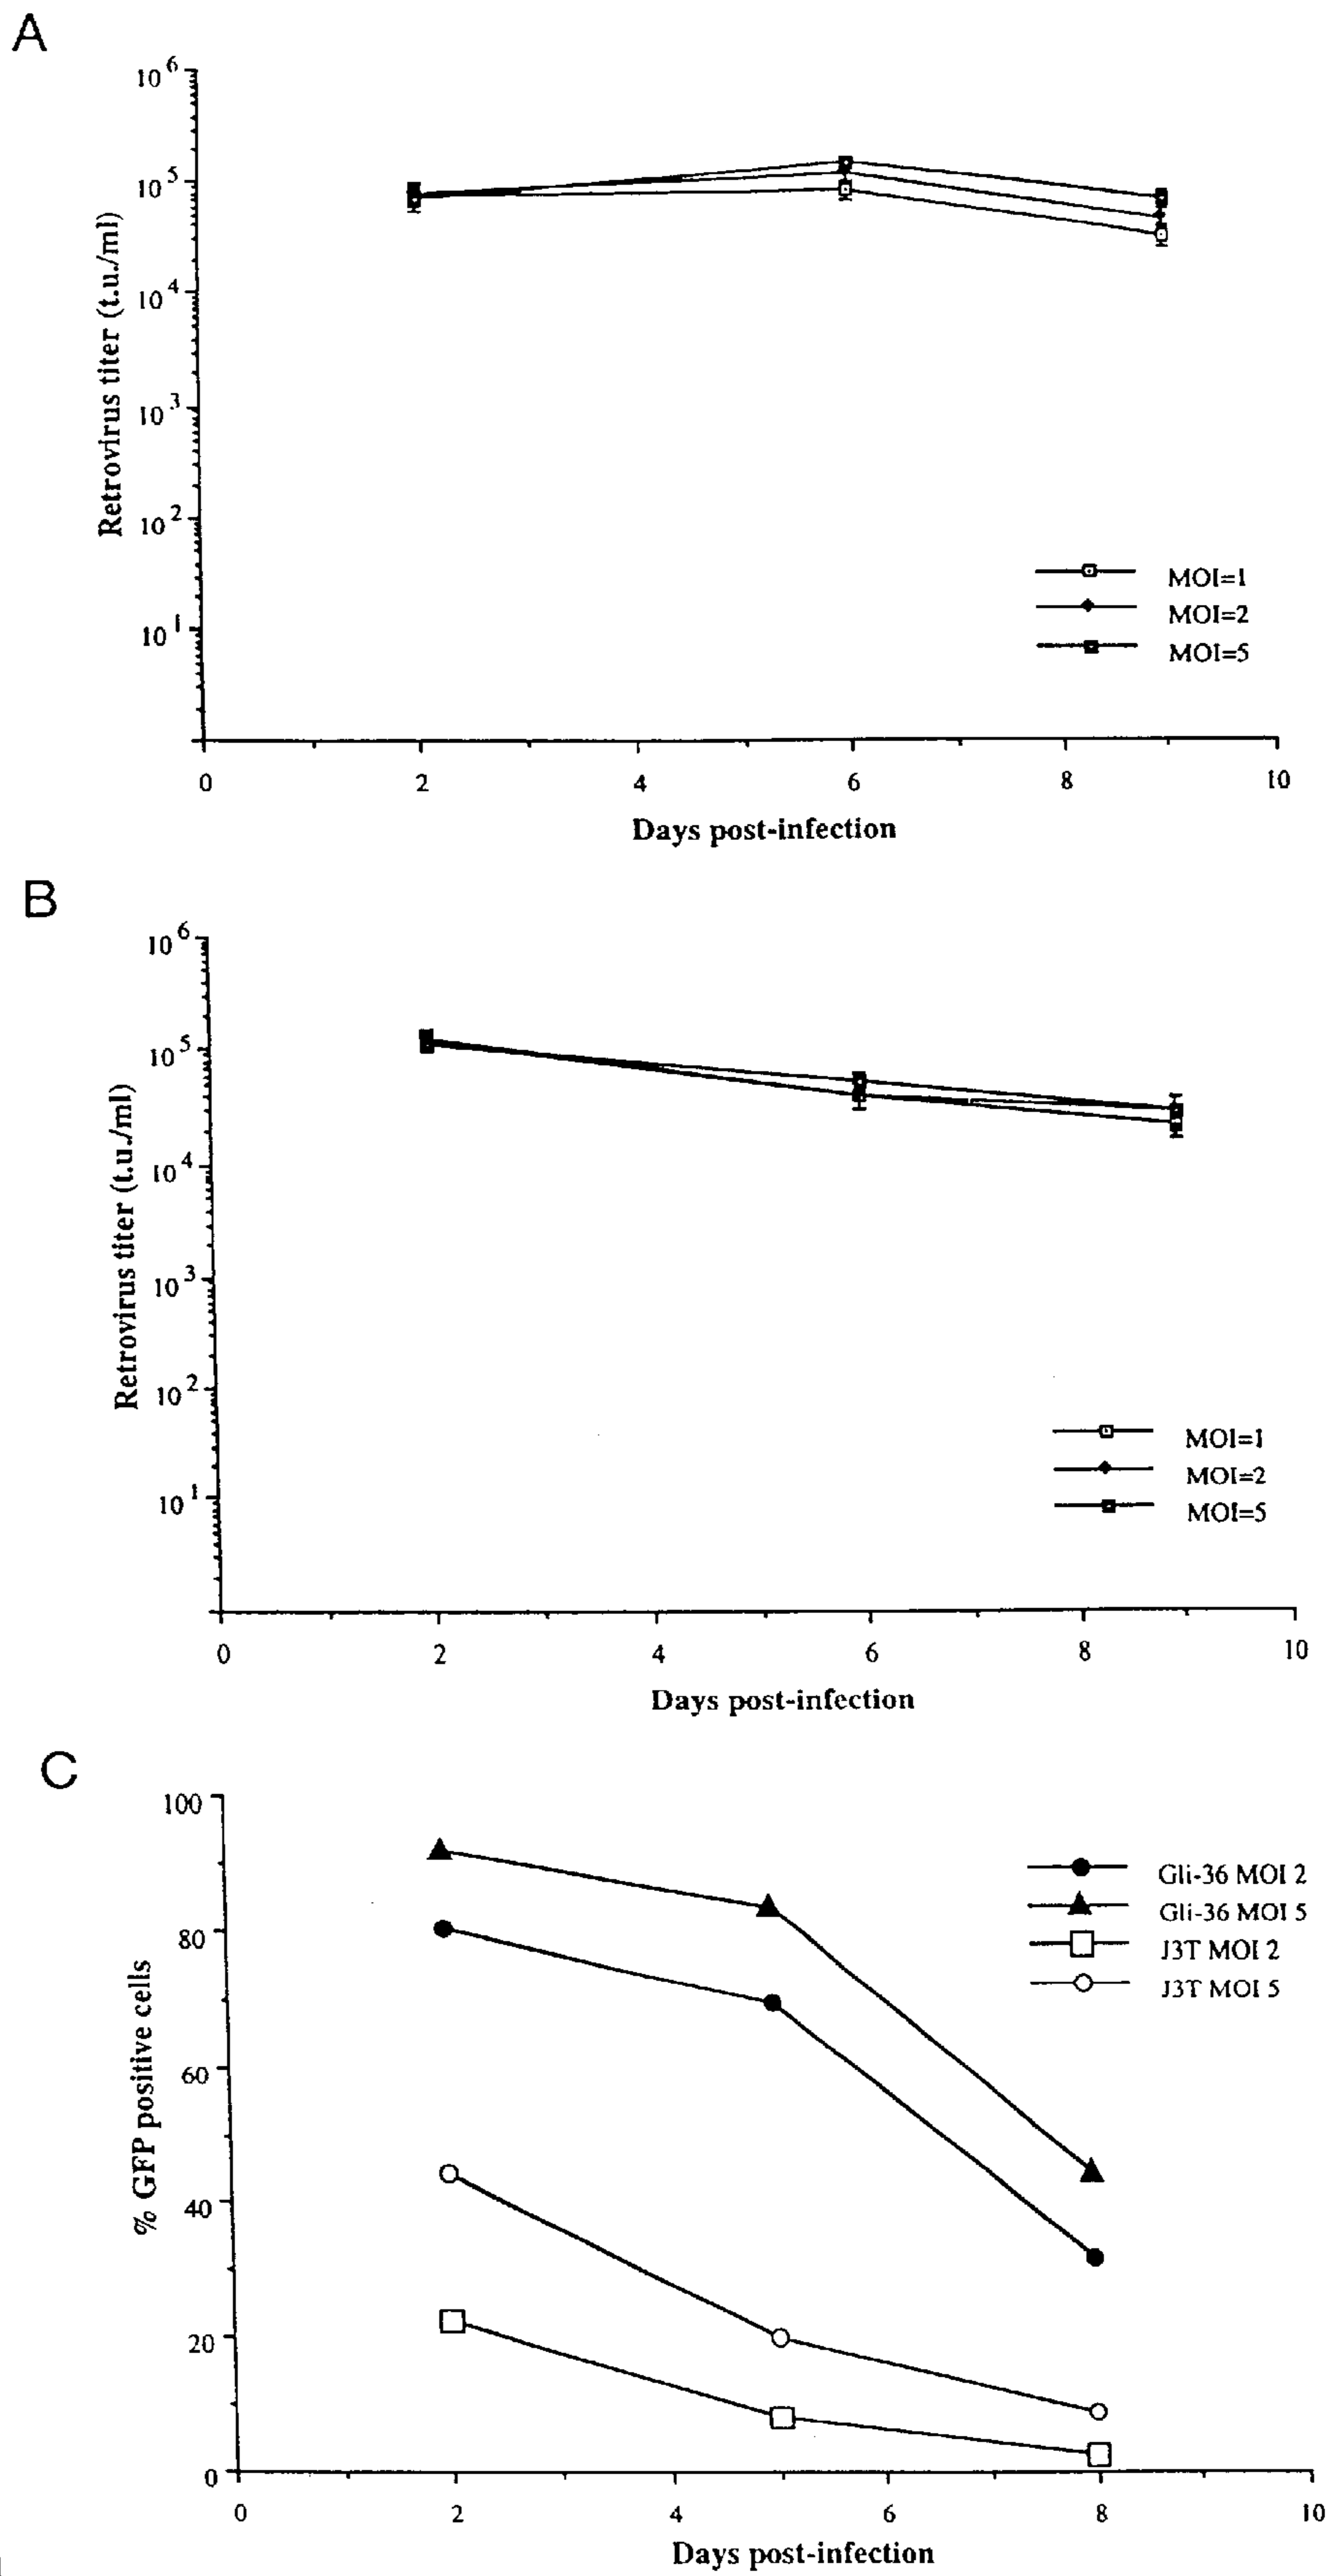 A
10^6
10^5
10^4
10^3
10^2
10^1
Retrovirus titer (t.u./ml)
MOI=1
MOI=2
MOI=5
0 2 4 6 8 10
Days post-infection
B
10^6
10^5
10^4
10^3
10^2
10^1
Retrovirus titer (t.u./ml)
MOI=1
MOI=2
MOI=5
0 2 4 6 8 10
Days post-infection
C
100
80
60
40
20
0
% GFP positive cells
Gli-36 MOI 2
Gli-36 MOI 5
J3T MOI 2
J3T MOI 5
0 2 4 6 8 10
Days post-infection